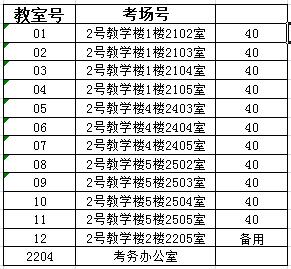 教室号 考场号
01 2号教学楼1楼2102室 40
02 2号教学楼1楼2103室 40
03 2号教学楼1楼2104室 40
04 2号教学楼1楼2105室 40
05 2号教学楼4楼2403室 40
06 2号教学楼4楼2404室 40
07 2号教学楼4楼2405室 40
08 2号教学楼5楼2502室 40
09 2号教学楼5楼2503室 40
10 2号教学楼5楼2504室 40
11 2号教学楼5楼2505室 40
12 2号教学楼2楼2205室 备用
2204 考务办公室